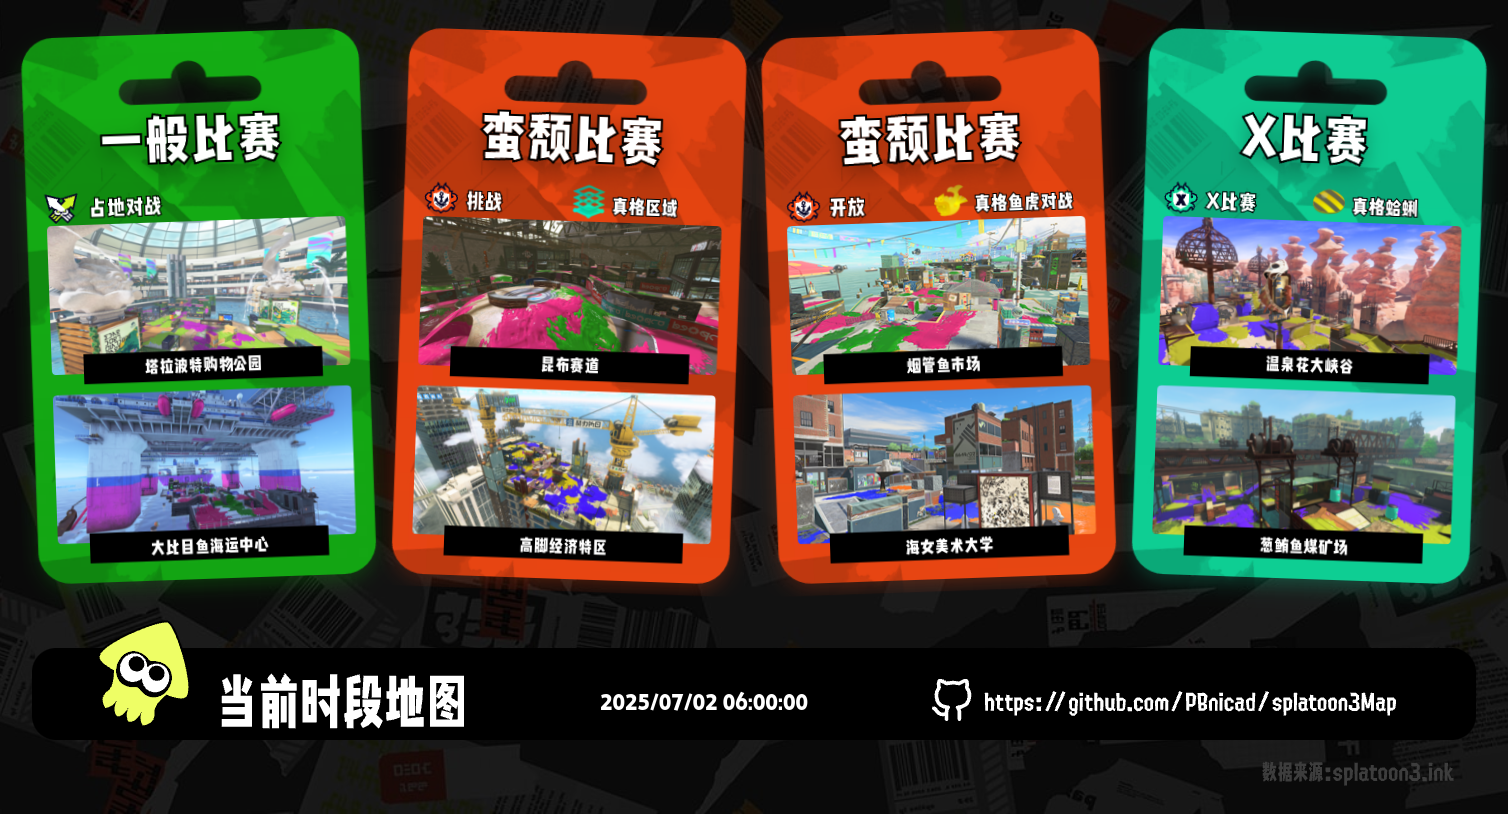 一般比赛
占地对战
塔拉波特购物公园
大比目鱼海运中心
蛮颓比赛
挑战
真格区域
昆布赛道
高脚经济特区
蛮颓比赛
开放
真格鱼虎对战
烟管鱼市场
海女美术大学
X比赛
X比赛
真格蛤蜊
温泉花大峡谷
葱鲔鱼煤矿场
当前时段地图
2025/07/02 06:00:00
https://github.com/PBnicad/splatoon3Map
数据来源:splatoon3.ink